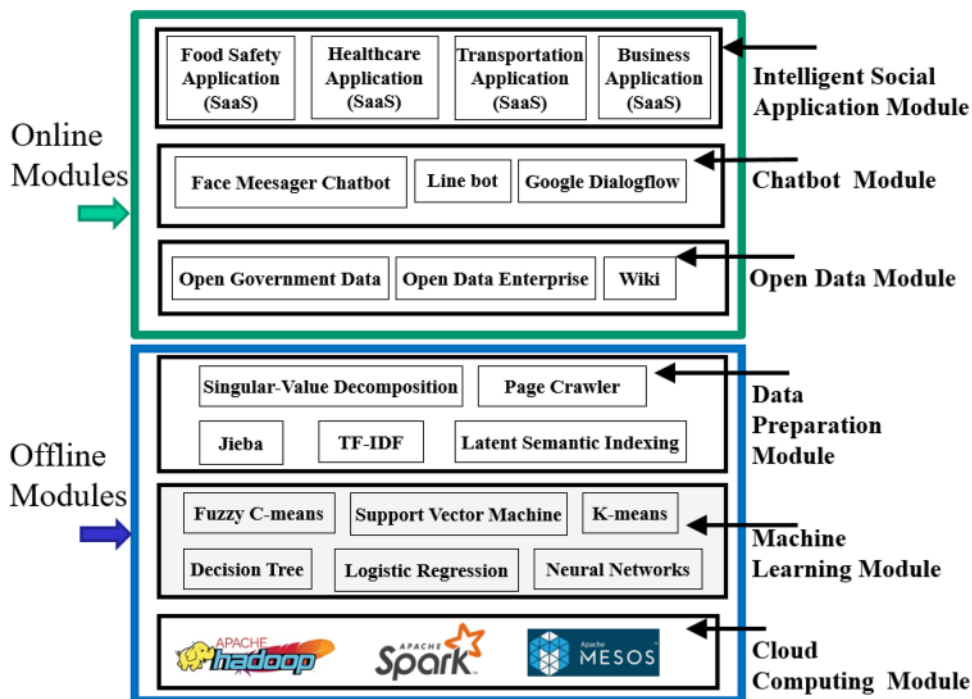 Food Safety
Application
(SaaS)
Healthcare
Application
(SaaS)
Transportation
Application
(SaaS)
Business
Application
(SaaS)
Intelligent Social
Application Module
Online
Modules
Face Meesager Chatbot
Line bot
Google Dialogflow
Chatbot Module
Open Government Data
Open Data Enterprise
Wiki
Open Data Module
Singular-Value Decomposition
Page Crawler
Jieba
TF-IDF
Latent Semantic Indexing
Data
Preparation
Module
Offline
Modules
Fuzzy C-means
Support Vector Machine
K-means
Decision Tree
Logistic Regression
Neural Networks
Machine
Learning Module
APACHE
hadoop
APACHE
Spark
Apache
MESOS
Cloud
Computing Module